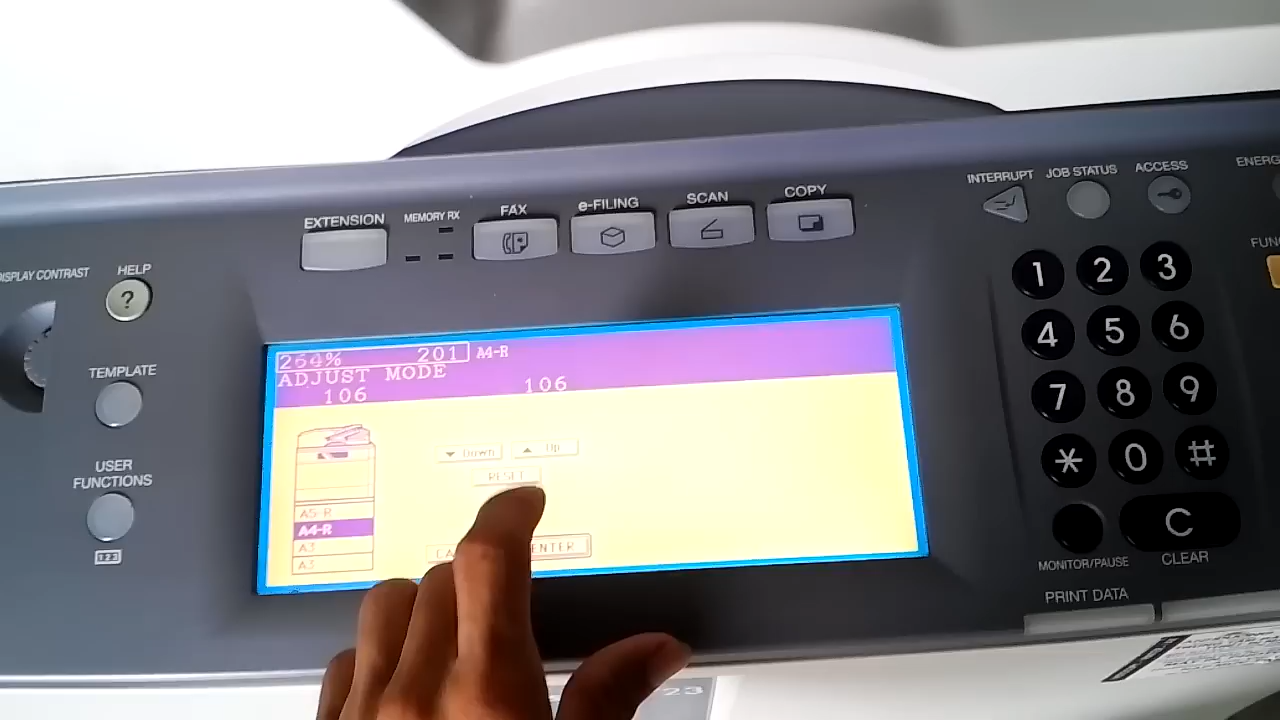 INTERRUPT
JOB STATUS
ACCESS
EXTENSION
MEMORY RX
FAX
e-FILING
SCAN
COPY
DISPLAY CONTRAST
HELP
?
TEMPLATE
USER
FUNCTIONS
123
264% 201 A4-R
ADJUST MODE
106 106
Down Up
RESET
A5-R
A4-R
A3
A3
ENTER
1 2 3
4 5 6
7 8 9
* 0 #
C
MONITOR/PAUSE
CLEAR
PRINT DATA